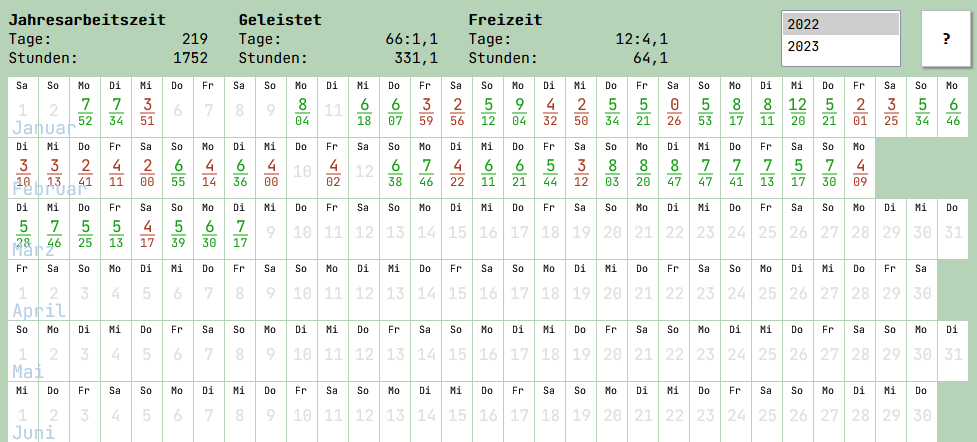 Jahresarbeitszeit Geleistet Freizeit
Tage: 219 Tage: 66:1,1 Tage: 12:4,1
Stunden: 1752 Stunden: 331,1 Stunden: 64,1
2022
2023
?
Sa So Mo Di Mi Do Fr Sa So Mo Di Mi Do Fr Sa So Mo Di Mi Do Fr Sa So Mo Di Mi Do Fr Sa So Mo
1 2 7 7 3 6 7 8 9 8 11 6 6 3 2 5 9 4 2 5 5 0 5 8 8 12 5 2 3 5 6
52 34 51 04 18 07 59 56 12 04 32 50 34 21 26 53 17 11 20 21 01 25 34 46
Januar
Di Mi Do Fr Sa So Mo Di Mi Do Fr Sa So Mo Di Mi Do Fr Sa So Mo Di Mi Do Fr Sa So Mo
3 3 2 4 2 6 4 6 4 10 4 12 6 7 4 6 6 5 3 8 8 8 7 7 7 5 7 4
10 13 41 11 00 55 14 36 00 02 38 46 22 11 21 44 12 03 20 47 47 41 13 17 30 09
Februar
Di Mi Do Fr Sa So Mo Di Mi Do Fr Sa So Mo Di Mi Do Fr Sa So Mo Di Mi Do Fr Sa So Mo Di Mi Do
5 7 5 5 4 5 6 7 9 10 11 12 13 14 15 16 17 18 19 20 21 22 23 24 25 26 27 28 29 30 31
28 46 25 13 17 39 30 17
März
Fr Sa So Mo Di Mi Do Fr Sa So Mo Di Mi Do Fr Sa So Mo Di Mi Do Fr Sa So Mo Di Mi Do Fr Sa
1 2 3 4 5 6 7 8 9 10 11 12 13 14 15 16 17 18 19 20 21 22 23 24 25 26 27 28 29 30
April
So Mo Di Mi Do Fr Sa So Mo Di Mi Do Fr Sa So Mo Di Mi Do Fr Sa So Mo Di Mi Do Fr Sa So Mo Di
1 2 3 4 5 6 7 8 9 10 11 12 13 14 15 16 17 18 19 20 21 22 23 24 25 26 27 28 29 30 31
Mai
Mi Do Fr Sa So Mo Di Mi Do Fr Sa So Mo Di Mi Do Fr Sa So Mo Di Mi Do Fr Sa So Mo Di Mi Do
1 2 3 4 5 6 7 8 9 10 11 12 13 14 15 16 17 18 19 20 21 22 23 24 25 26 27 28 29 30
Juni